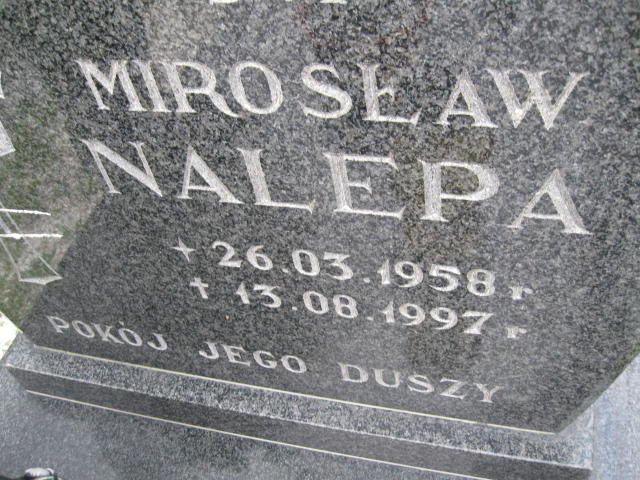 MIROSŁAW
NALEPA
26.03.1958 r
† 13.08.1997 r
POKÓJ JEGO DUSZY